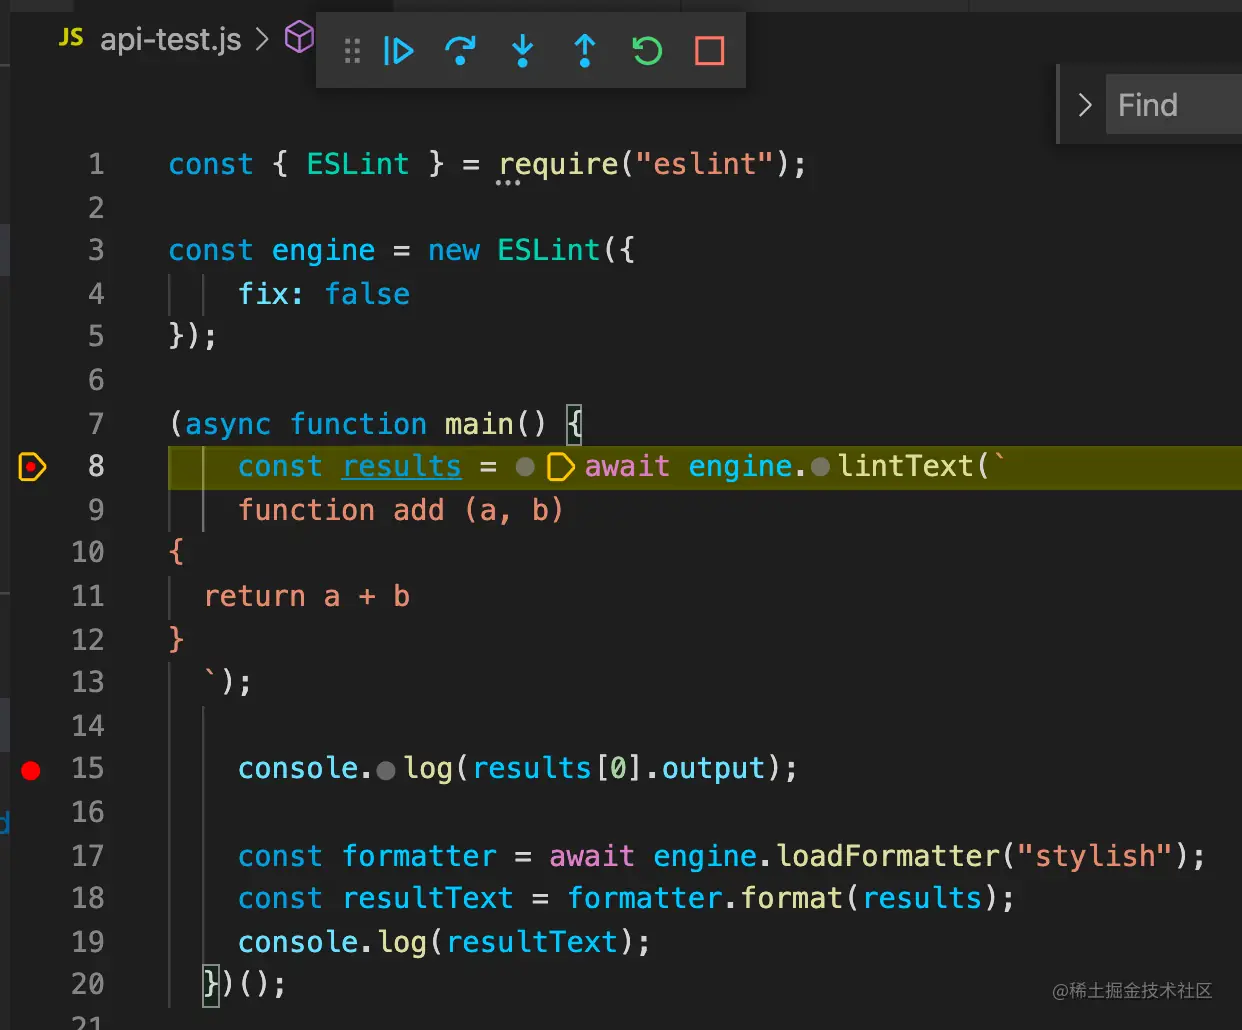 JS api-test.js >
Find
1 const { ESLint } = require("eslint");
2
3 const engine = new ESLint({
4 fix: false
5 });
6
7 (async function main() {
8 const results = await engine.lintText(`
9 function add (a, b)
10 {
11 return a + b
12 }
13 `);
14
15 console.log(results[0].output);
16
17 const formatter = await engine.loadFormatter("stylish");
18 const resultText = formatter.format(results);
19 console.log(resultText);
20 })();
21
@稀土掘金技术社区